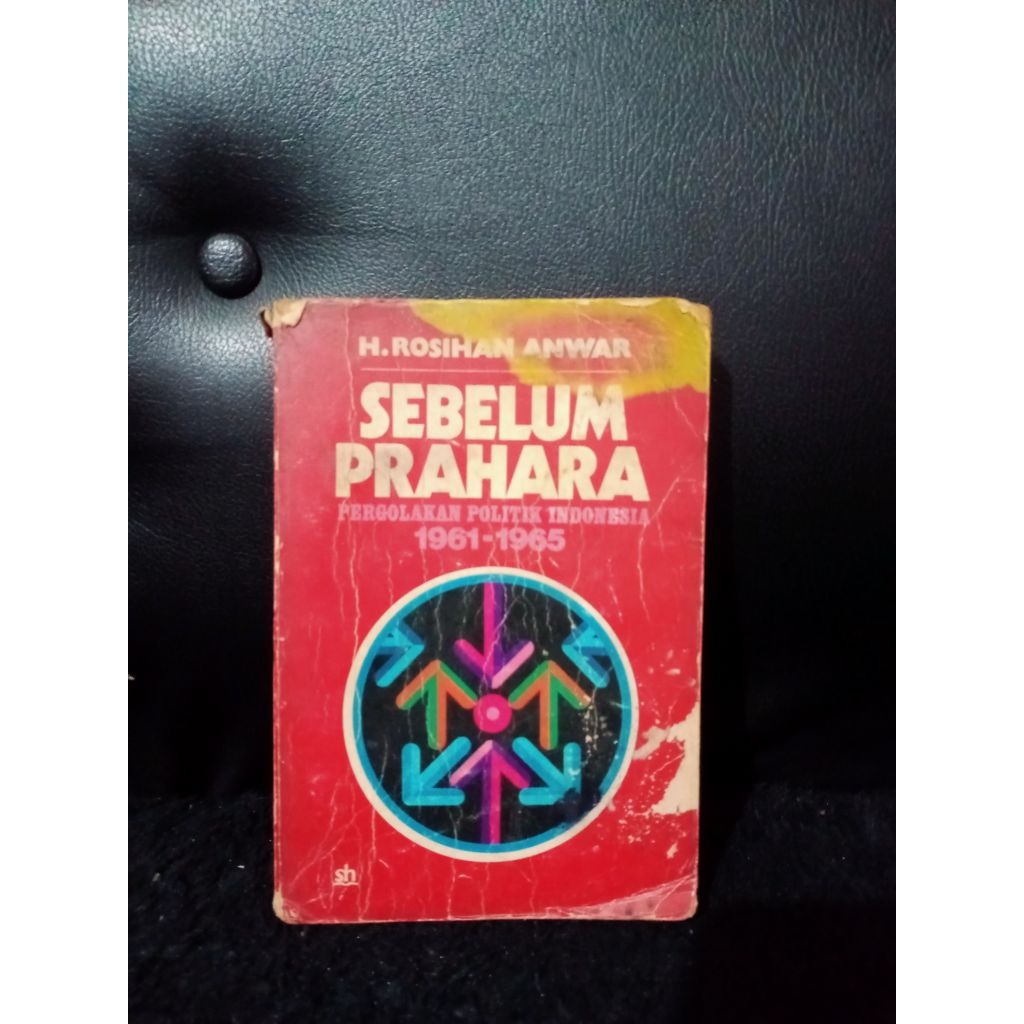 H. ROSIHAN ANWAR
SEBELUM
PRAHARA
PERGOLAKAN POLITIK INDONESIA
1961-1965
sh